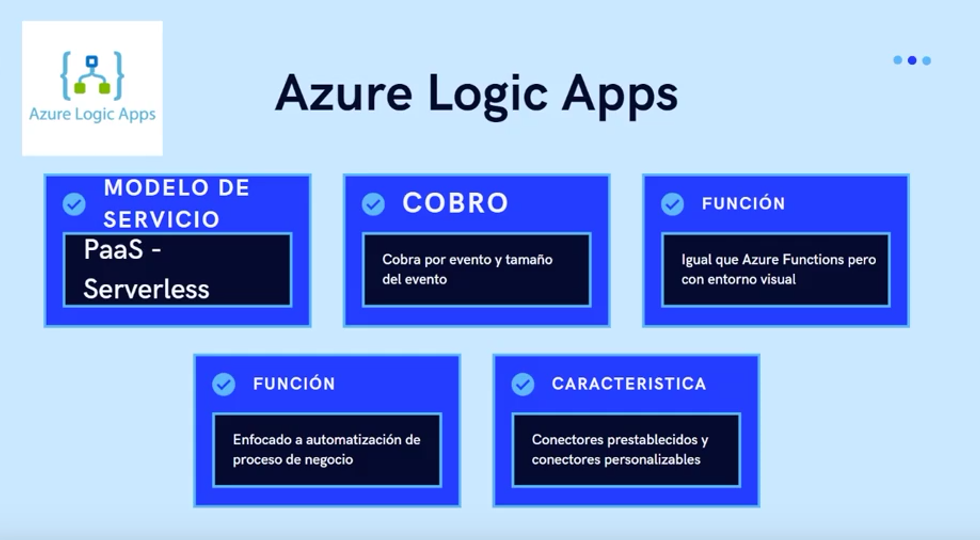 Azure Logic Apps
Azure Logic Apps
MODELO DE
SERVICIO
PaaS -
Serverless
COBRO
Cobra por evento y tamaño
del evento
FUNCIÓN
Igual que Azure Functions pero
con entorno visual
FUNCIÓN
Enfocado a automatización de
proceso de negocio
CARACTERISTICA
Conectores prestablecidos y
conectores personalizables